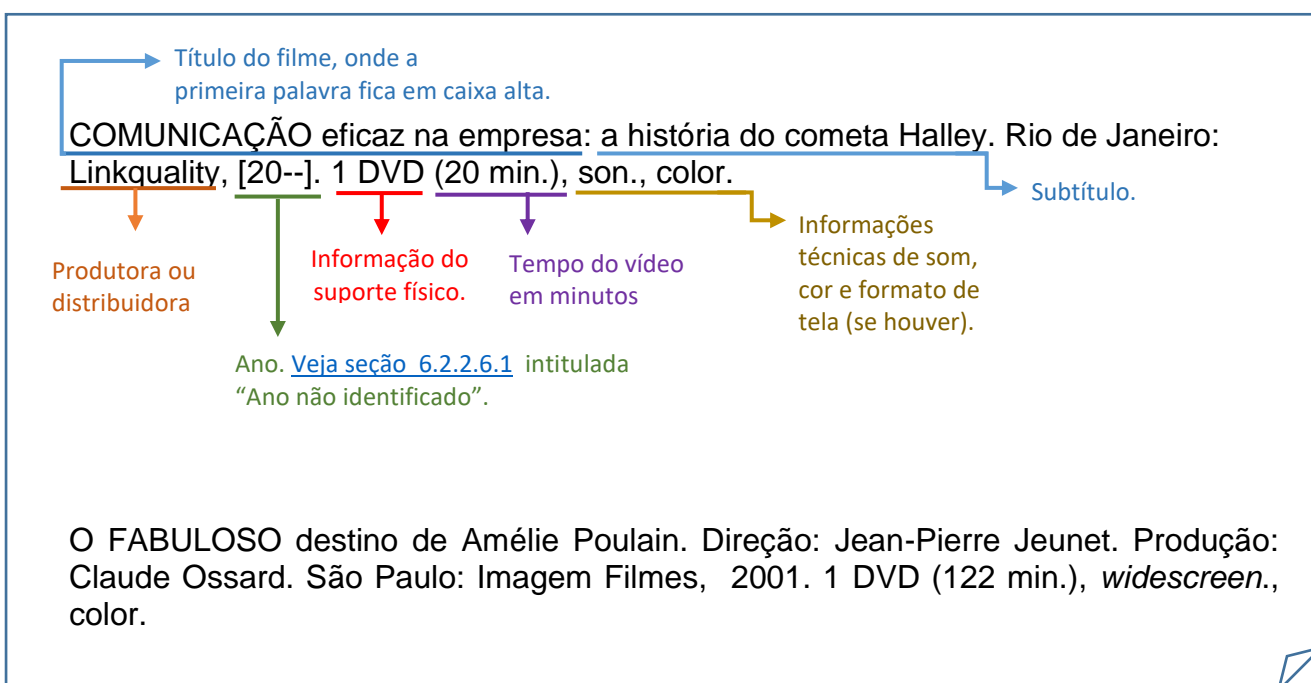 Título do filme, onde a
primeira palavra fica em caixa alta.
COMUNICAÇÃO eficaz na empresa: a história do cometa Halley. Rio de Janeiro:
Linkquality, [20--]. 1 DVD (20 min.), son., color.
Subtítulo.
Produtora ou
distribuidora
Informação do
suporte físico.
Tempo do vídeo
em minutos
Informações
técnicas de som,
cor e formato de
tela (se houver).
Ano. Veja seção 6.2.2.6.1 intitulada
“Ano não identificado”.
O FABULOSO destino de Amélie Poulain. Direção: Jean-Pierre Jeunet. Produção:
Claude Ossard. São Paulo: Imagem Filmes, 2001. 1 DVD (122 min.), widescreen.,
color.